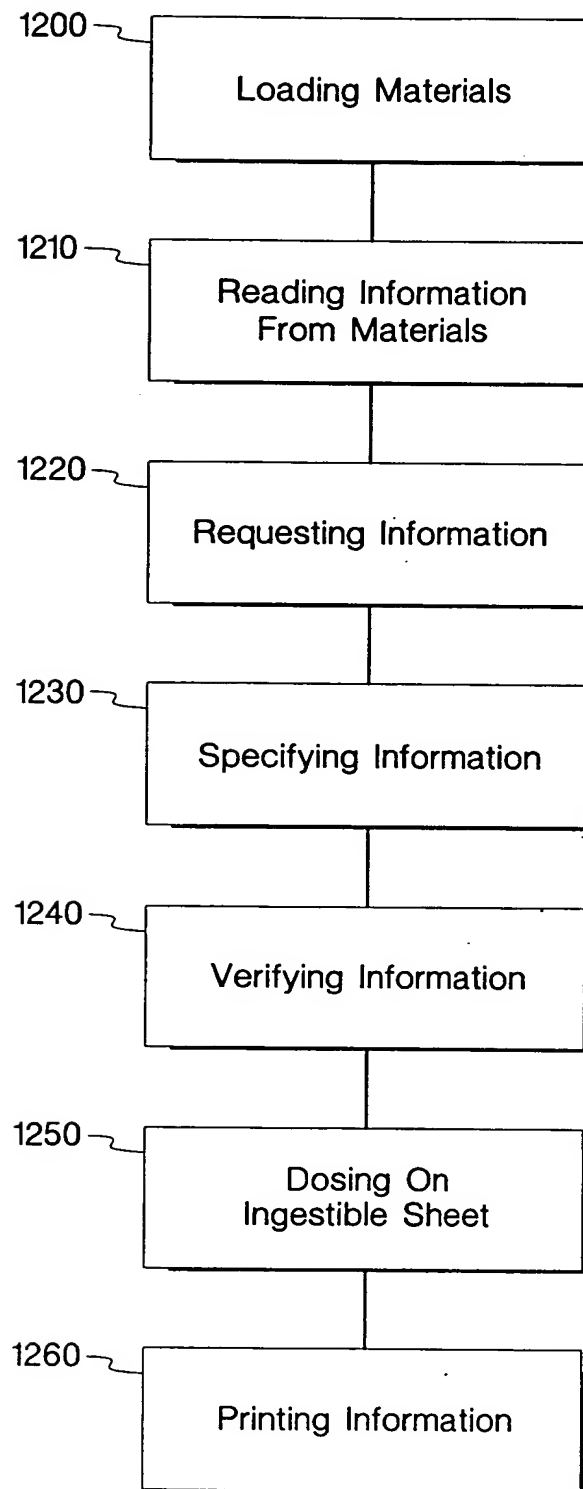 1200
Loading Materials
1210
Reading Information
From Materials
1220
Requesting Information
1230
Specifying Information
1240
Verifying Information
1250
Dosing On
Ingestible Sheet
1260
Printing Information